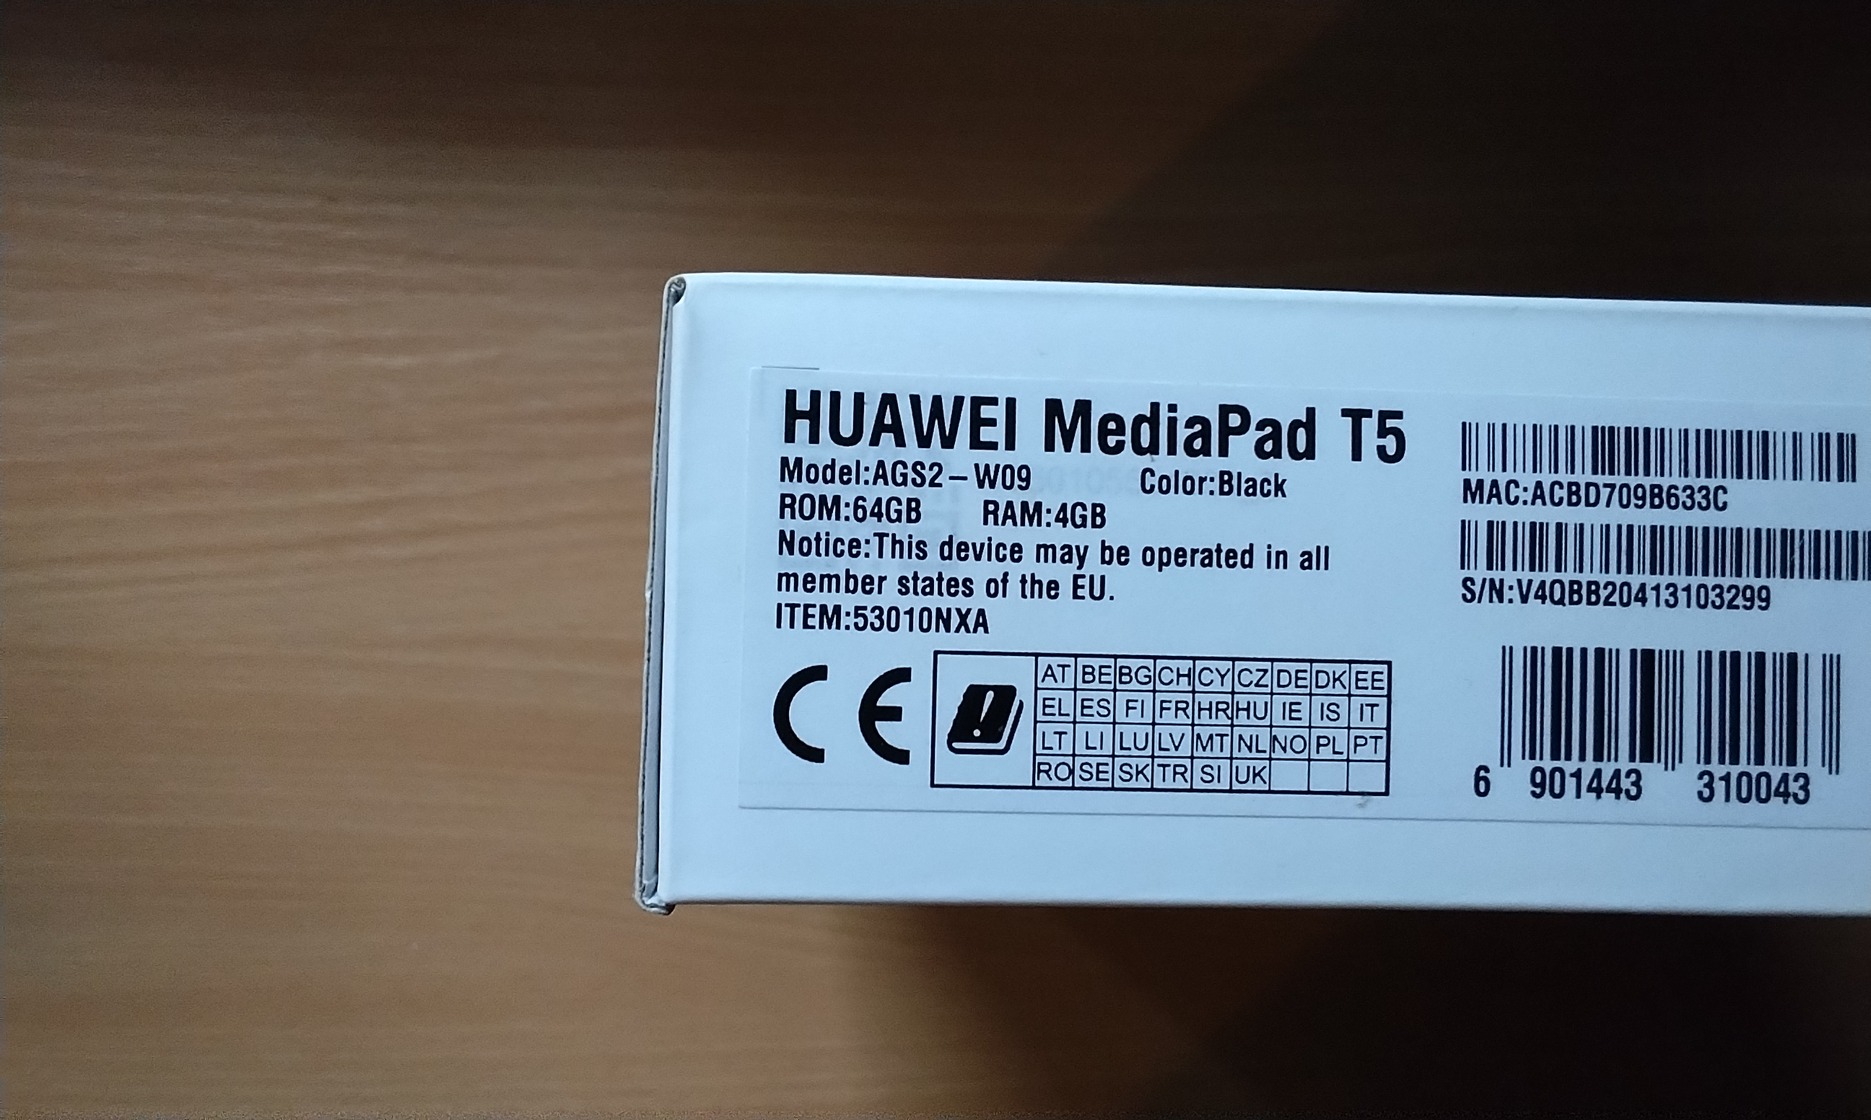 HUAWEI MediaPad T5
Model:AGS2-W09 Color:Black
ROM:64GB RAM:4GB
Notice:This device may be operated in all
member states of the EU.
ITEM:53010NXA
CE
!
AT BE BG CH CY CZ DE DK EE
EL ES FI FR HR HU IE IS IT
LT LI LU LV MT NL NO PL PT
RO SE SK TR SI UK
MAC:ACBD709B633C
S/N:V4QBB20413103299
6 901443 310043